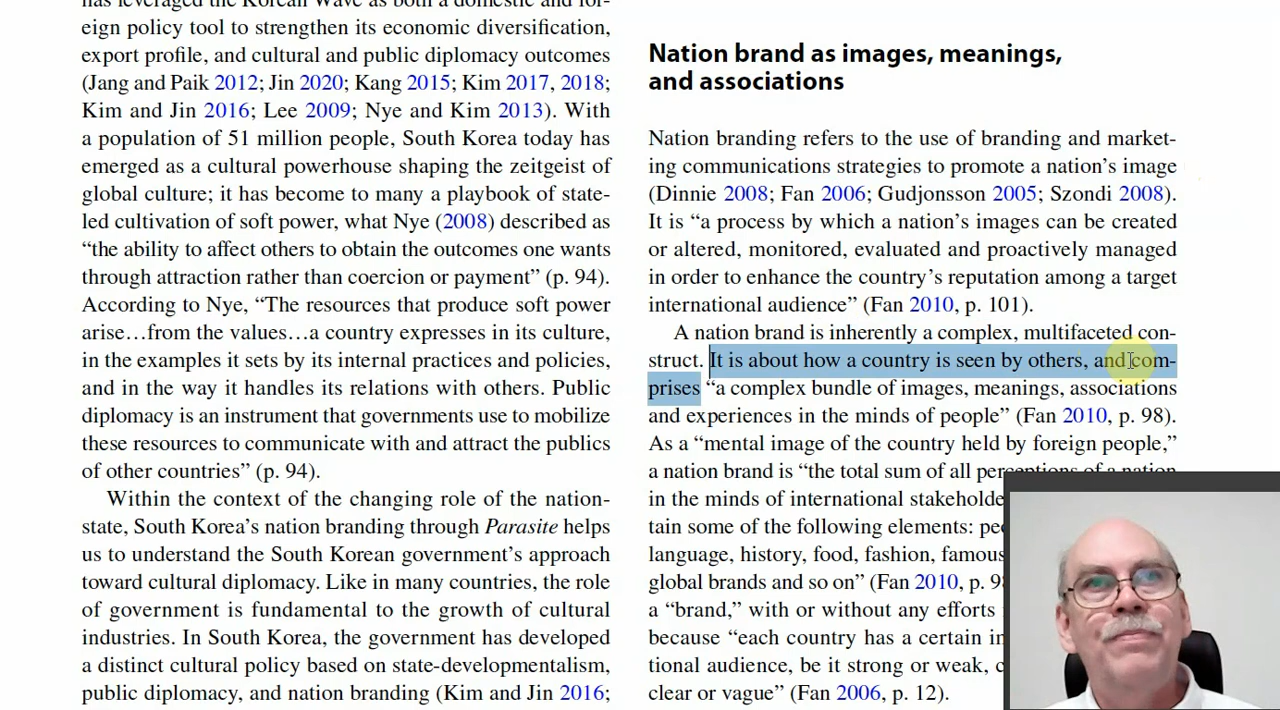 has leveraged the Korean Wave as both a domestic and for-
eign policy tool to strengthen its economic diversification,
export profile, and cultural and public diplomacy outcomes
(Jang and Paik 2012; Jin 2020; Kang 2015; Kim 2017, 2018;
Kim and Jin 2016; Lee 2009; Nye and Kim 2013). With
a population of 51 million people, South Korea today has
emerged as a cultural powerhouse shaping the zeitgeist of
global culture; it has become to many a playbook of state-
led cultivation of soft power, what Nye (2008) described as
“the ability to affect others to obtain the outcomes one wants
through attraction rather than coercion or payment” (p. 94).
According to Nye, “The resources that produce soft power
arise…from the values…a country expresses in its culture,
in the examples it sets by its internal practices and policies,
and in the way it handles its relations with others. Public
diplomacy is an instrument that governments use to mobilize
these resources to communicate with and attract the publics
of other countries” (p. 94).
Within the context of the changing role of the nation-
state, South Korea’s nation branding through Parasite helps
us to understand the South Korean government’s approach
toward cultural diplomacy. Like in many countries, the role
of government is fundamental to the growth of cultural
industries. In South Korea, the government has developed
a distinct cultural policy based on state-developmentalism,
public diplomacy, and nation branding (Kim and Jin 2016;
Nation brand as images, meanings,
and associations
Nation branding refers to the use of branding and market-
ing communications strategies to promote a nation’s image
(Dinnie 2008; Fan 2006; Gudjonsson 2005; Szondi 2008).
It is “a process by which a nation’s images can be created
or altered, monitored, evaluated and proactively managed
in order to enhance the country’s reputation among a target
international audience” (Fan 2010, p. 101).
A nation brand is inherently a complex, multifaceted con-
struct. It is about how a country is seen by others, and com-
prises “a complex bundle of images, meanings, associations
and experiences in the minds of people” (Fan 2010, p. 98).
As a “mental image of the country held by foreign people,”
a nation brand is “the total sum of all perceptions of a nation
in the minds of international stakeholde
tain some of the following elements: peo
language, history, food, fashion, famous
global brands and so on” (Fan 2010, p. 9
a “brand,” with or without any efforts
because “each country has a certain
tional audience, be it strong or weak, c
clear or vague” (Fan 2006, p. 12).